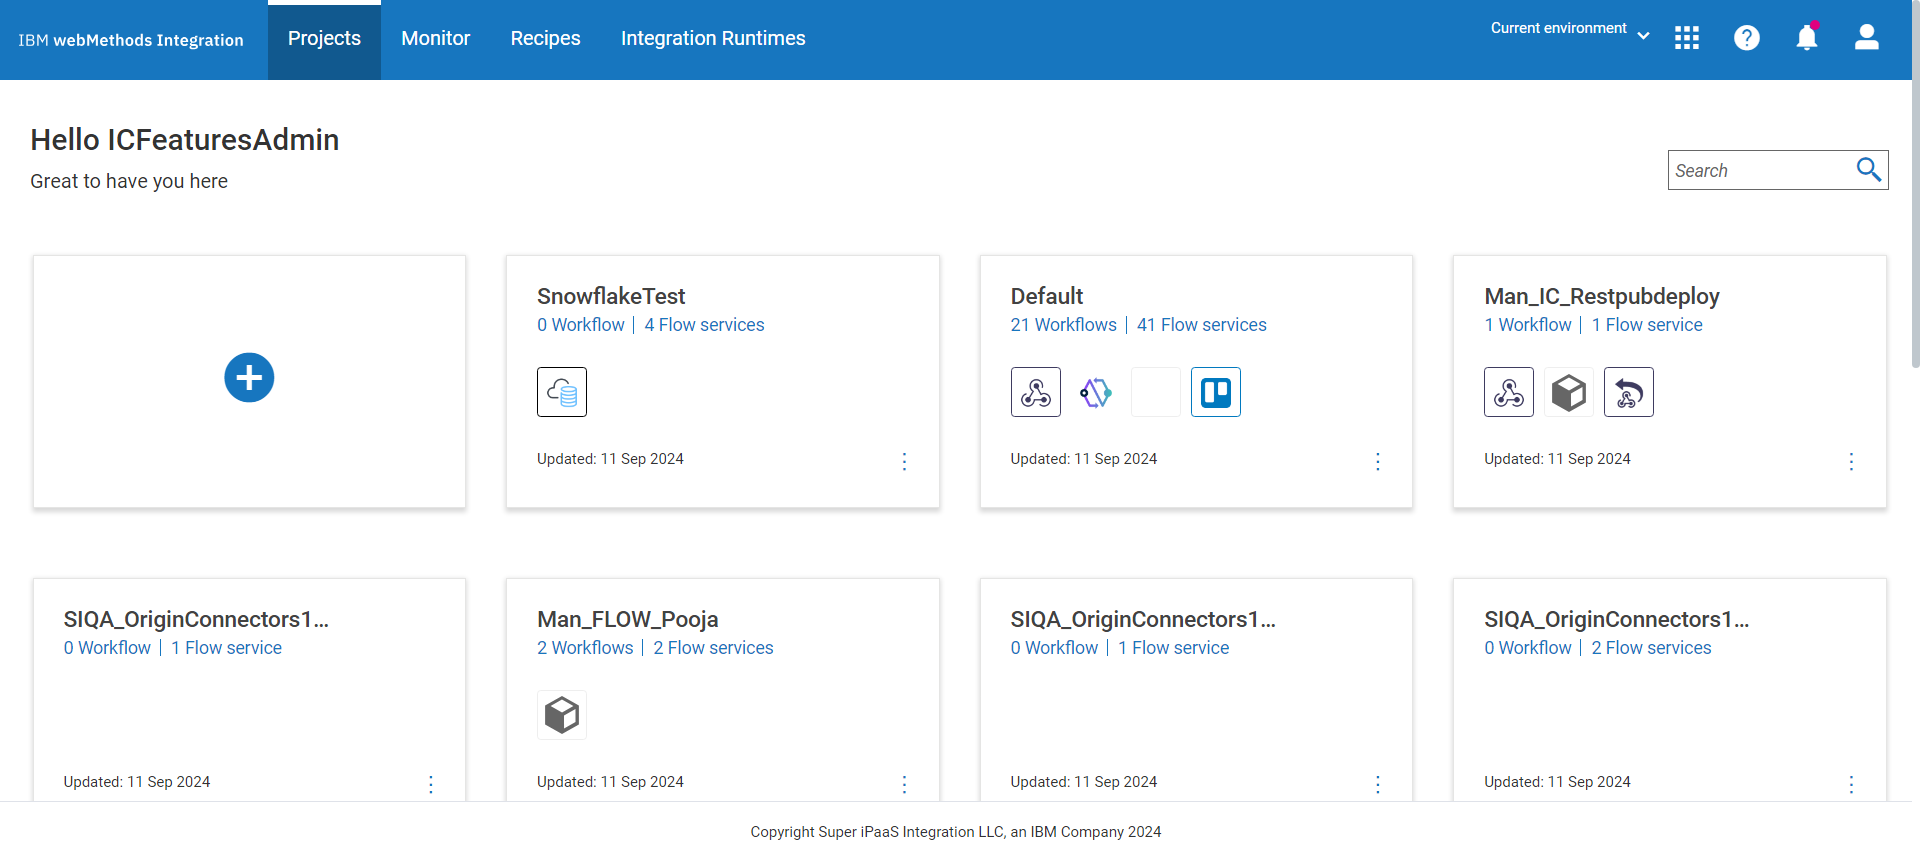 IBM webMethods Integration
Projects
Monitor
Recipes
Integration Runtimes
Current environment
Hello ICFeaturesAdmin
Great to have you here
Search
SnowflakeTest
0 Workflow | 4 Flow services
Updated: 11 Sep 2024
Default
21 Workflows | 41 Flow services
Updated: 11 Sep 2024
Man_IC_Restpubdeploy
1 Workflow | 1 Flow service
Updated: 11 Sep 2024
SIQA_OriginConnectors1...
0 Workflow | 1 Flow service
Updated: 11 Sep 2024
Man_FLOW_Pooja
2 Workflows | 2 Flow services
Updated: 11 Sep 2024
SIQA_OriginConnectors1...
0 Workflow | 1 Flow service
Updated: 11 Sep 2024
SIQA_OriginConnectors1...
0 Workflow | 2 Flow services
Updated: 11 Sep 2024
Copyright Super iPaaS Integration LLC, an IBM Company 2024